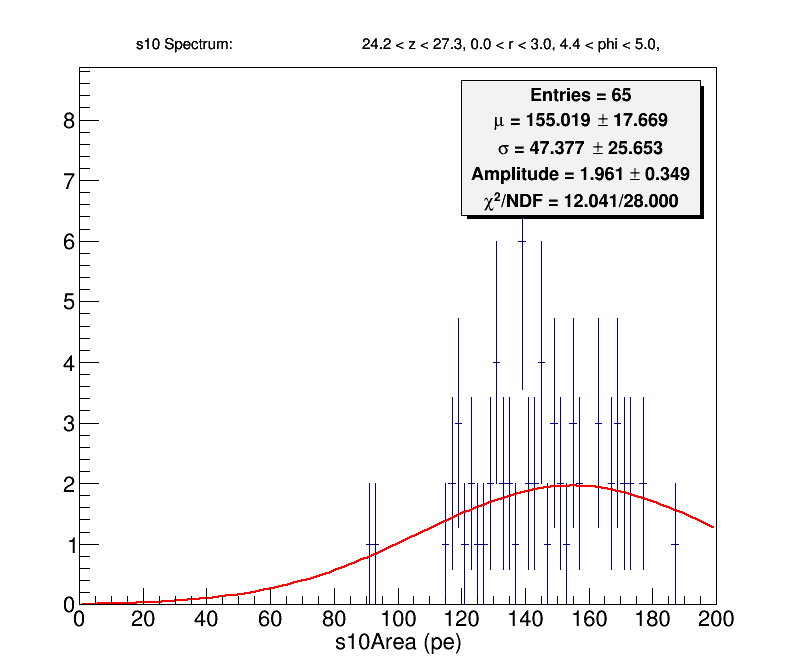 s10 Spectrum: 24.2 < z < 27.3, 0.0 < r < 3.0, 4.4 < phi < 5.0,
Entries = 65
μ = 155.019 ± 17.669
σ = 47.377 ± 25.653
Amplitude = 1.961 ± 0.349
χ²/NDF = 12.041/28.000
8
7
6
5
4
3
2
1
0
0 20 40 60 80 100 120 140 160 180 200
s10Area (pe)